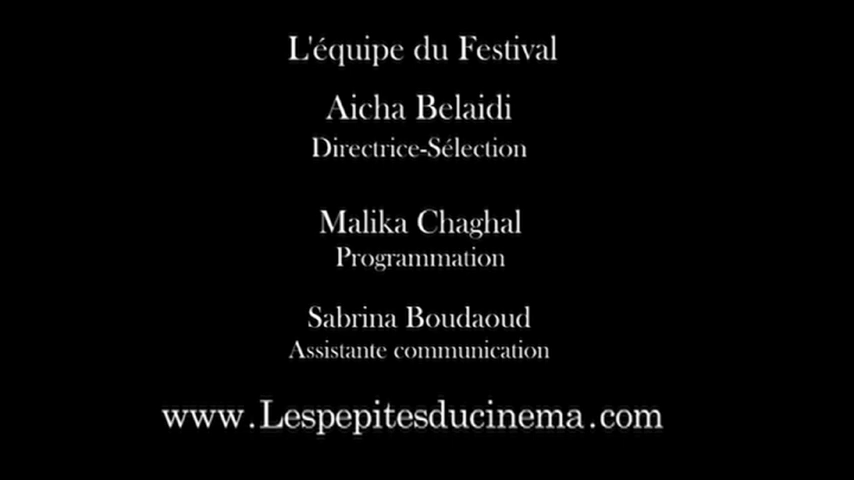 L'équipe du Festival
Aicha Belaidi
Directrice-Sélection
Malika Chaghal
Programmation
Sabrina Boudaoud
Assistante communication
www.Lespepitesducinema.com